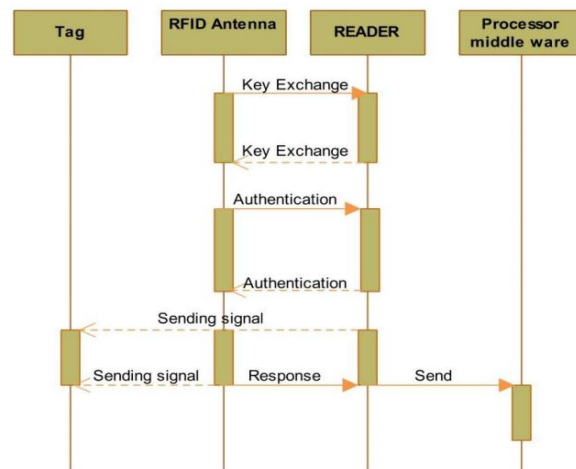 Tag
RFID Antenna
READER
Processor
middle ware
Key Exchange
Key Exchange
Authentication
Authentication
Sending signal
Sending signal
Response
Send